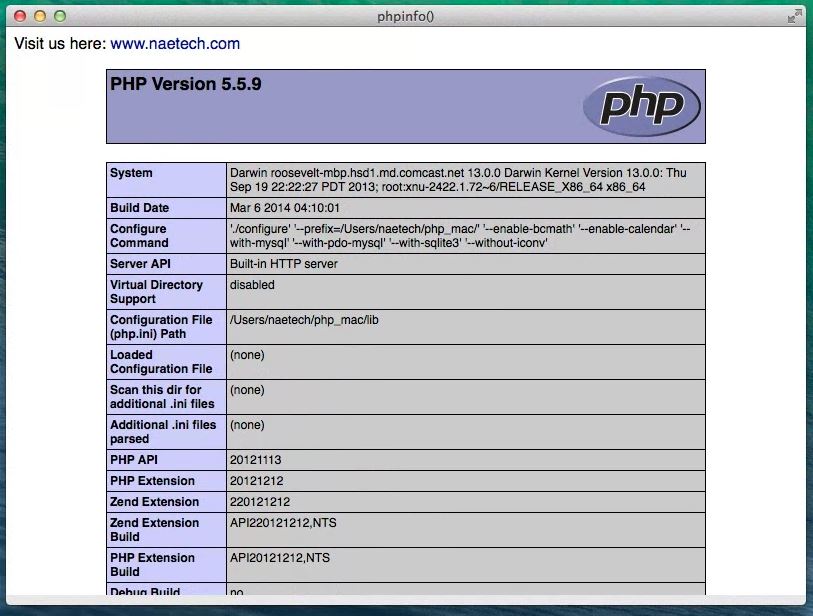 phpinfo()
Visit us here: www.naetech.com
PHP Version 5.5.9
php
System
Darwin roosevelt-mbp.hsd1.md.comcast.net 13.0.0 Darwin Kernel Version 13.0.0: Thu
Sep 19 22:22:27 PDT 2013; root:xnu-2422.1.72~6/RELEASE_X86_64 x86_64
Build Date
Mar 6 2014 04:10:01
Configure
Command
'./configure' '--prefix=/Users/naetech/php_mac/' '--enable-bcmath' '--enable-calendar' '--
with-mysql' '--with-pdo-mysql' '--with-sqlite3' '--without-iconv'
Server API
Built-in HTTP server
Virtual Directory
Support
disabled
Configuration File
(php.ini) Path
/Users/naetech/php_mac/lib
Loaded
Configuration File
(none)
Scan this dir for
additional .ini files
(none)
Additional .ini files
parsed
(none)
PHP API
20121113
PHP Extension
20121212
Zend Extension
220121212
Zend Extension
Build
API220121212,NTS
PHP Extension
Build
API20121212,NTS
Debug Build
no